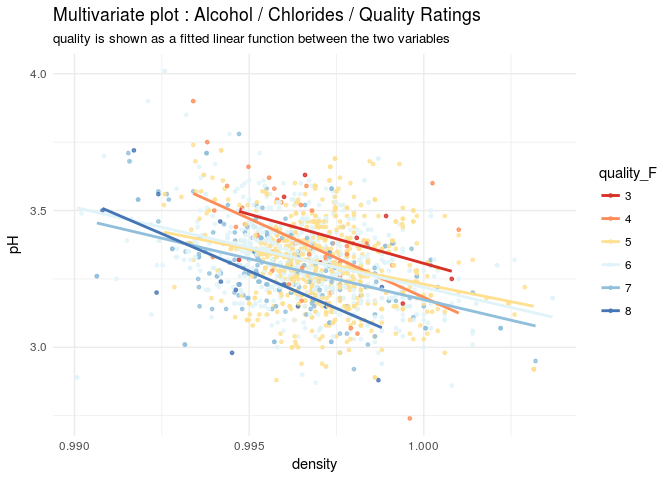 Multivariate plot : Alcohol / Chlorides / Quality Ratings
quality is shown as a fitted linear function between the two variables
4.0
3.5
3.0
pH
0.990
0.995
1.000
density
quality_F
3
4
5
6
7
8